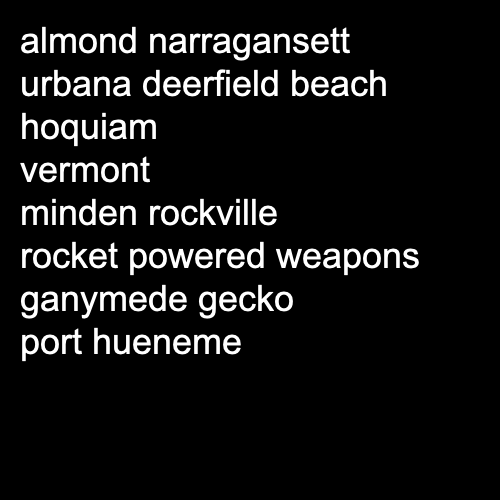 almond narragansett
urbana deerfield beach
hoquiam
vermont
minden rockville
rocket powered weapons
ganymede gecko
port hueneme